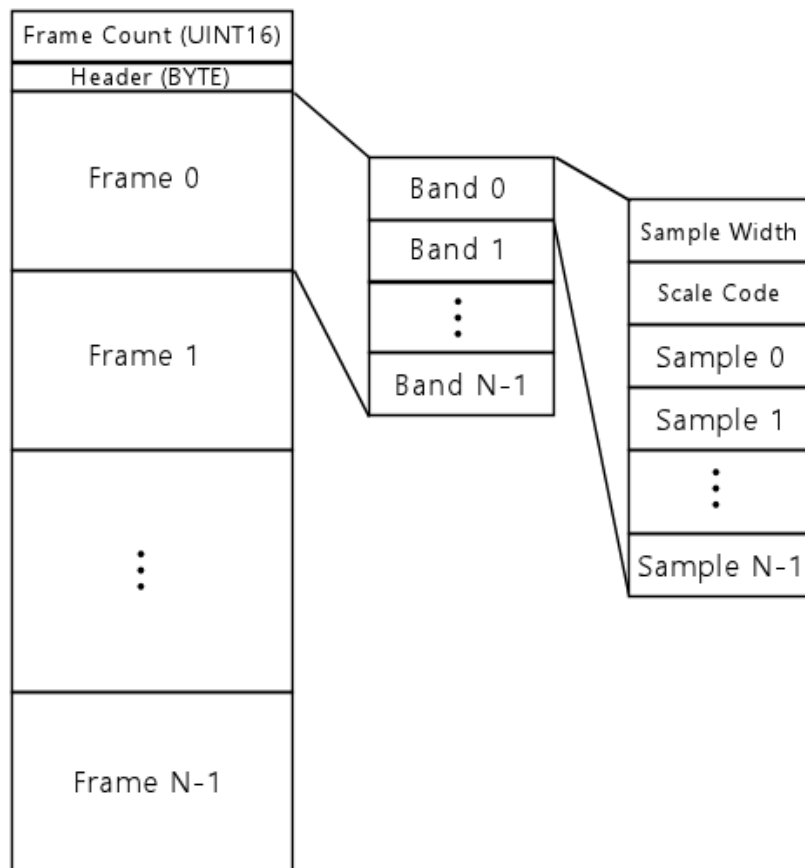 Frame Count (UINT16)
Header (BYTE)
Frame 0
Frame 1
Frame N-1
Band 0
Band 1
Band N-1
Sample Width
Scale Code
Sample 0
Sample 1
Sample N-1